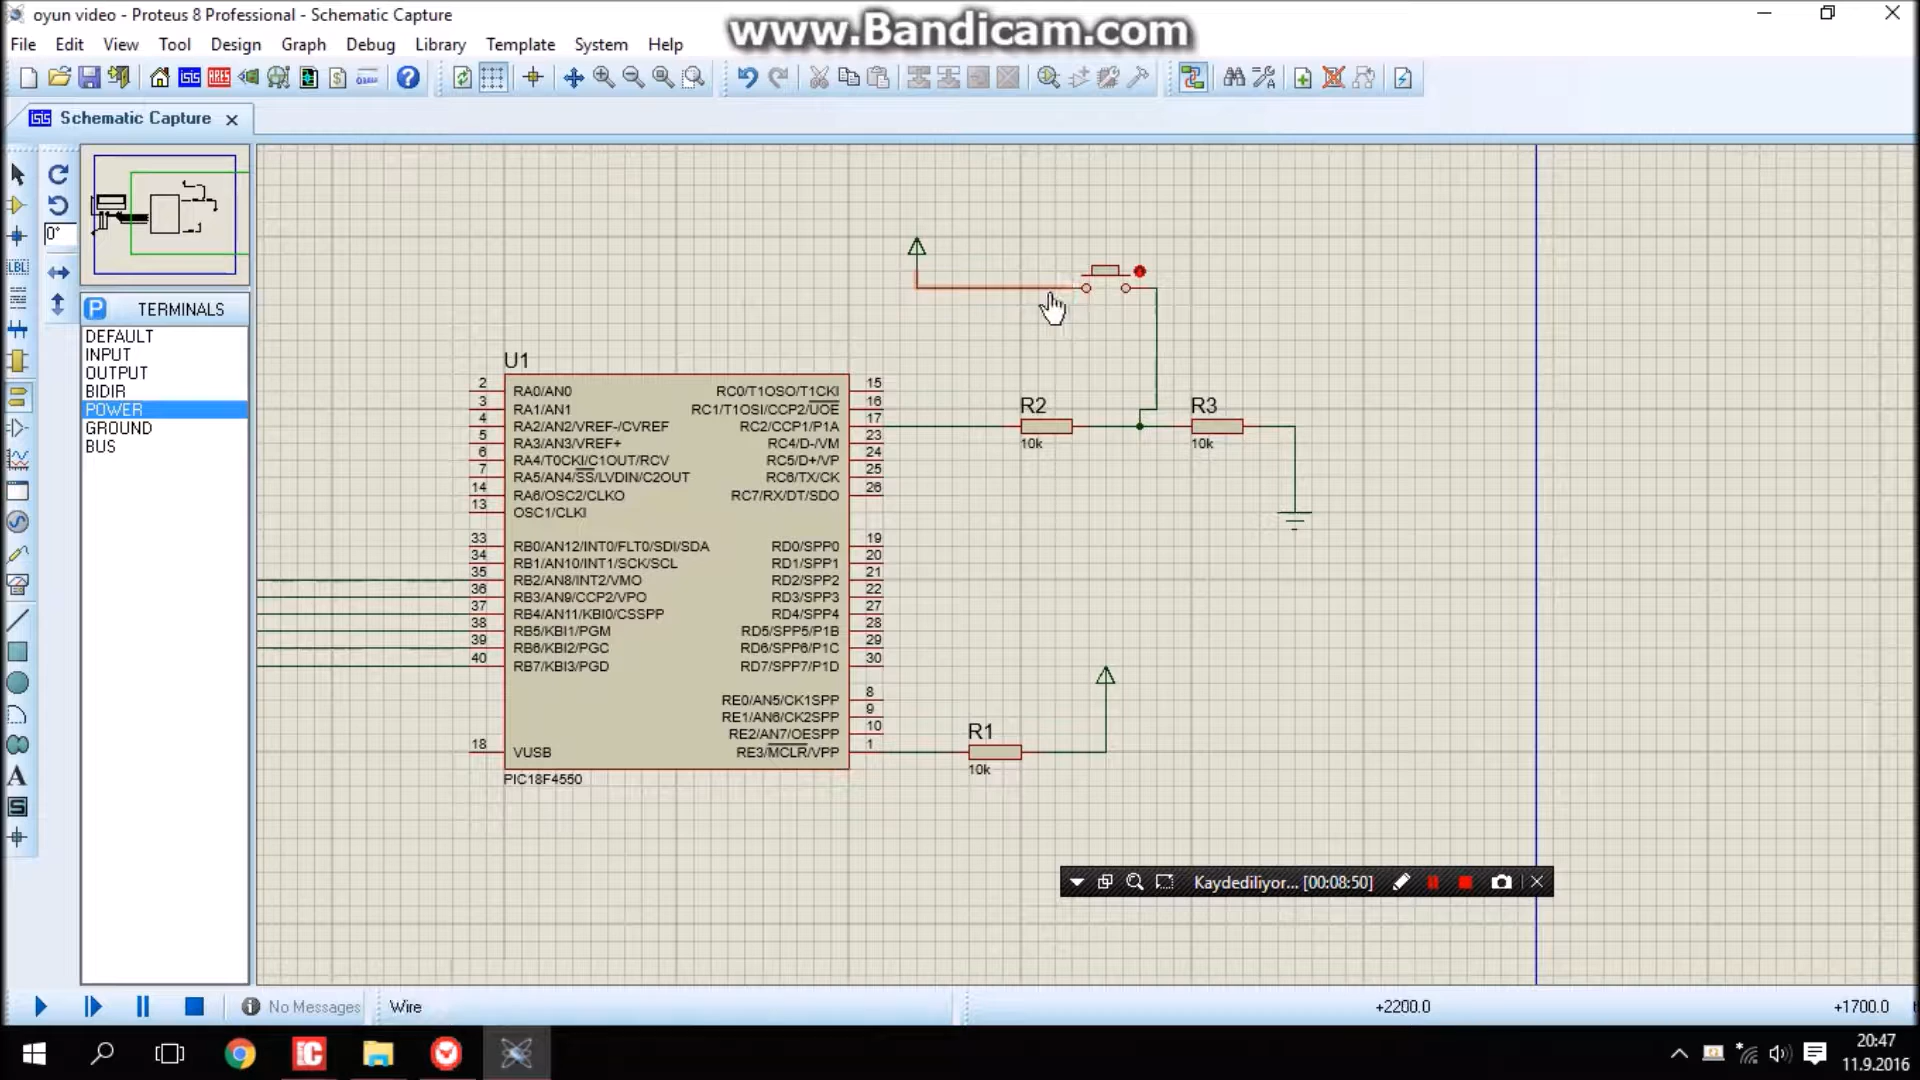 oyun video - Proteus 8 Professional - Schematic Capture
www.Bandicam.com
File Edit View Tool Design Graph Debug Library Template System Help
Schematic Capture
0°
LBL
P TERMINALS
DEFAULT
INPUT
OUTPUT
BIDIR
POWER
GROUND
BUS
U1
2 RA0/AN0
3 RA1/AN1
4 RA2/AN2/VREF-/CVREF
5 RA3/AN3/VREF+
6 RA4/T0CKI/C1OUT/RCV
7 RA5/AN4/SS/LVDIN/C2OUT
14 RA6/OSC2/CLKO
13 OSC1/CLKI
33 RB0/AN12/INT0/FLT0/SDI/SDA
34 RB1/AN10/INT1/SCK/SCL
35 RB2/AN8/INT2/VMO
36 RB3/AN9/CCP2/VPO
37 RB4/AN11/KBI0/CSSPP
38 RB5/KBI1/PGM
39 RB6/KBI2/PGC
40 RB7/KBI3/PGD
18 VUSB
RC0/T1OSO/T1CKI 15
RC1/T1OSI/CCP2/UOE 16
RC2/CCP1/P1A 17
RC4/D-/VM 23
RC5/D+/VP 24
RC6/TX/CK 25
RC7/RX/DT/SDO 26
RD0/SPP0 19
RD1/SPP1 20
RD2/SPP2 21
RD3/SPP3 22
RD4/SPP4 27
RD5/SPP5/P1B 28
RD6/SPP6/P1C 29
RD7/SPP7/P1D 30
RE0/AN5/CK1SPP 8
RE1/AN6/CK2SPP 9
RE2/AN7/OESPP 10
RE3/MCLR/VPP 1
PIC18F4550
R2
10k
R3
10k
R1
10k
Kaydediliyor... [00:08:50]
No Messages
Wire
+2200.0
+1700.0
20:47
11.9.2016